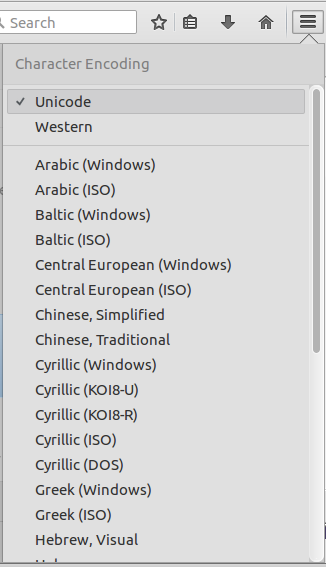 Search
Character Encoding
Unicode
Western
Arabic (Windows)
Arabic (ISO)
Baltic (Windows)
Baltic (ISO)
Central European (Windows)
Central European (ISO)
Chinese, Simplified
Chinese, Traditional
Cyrillic (Windows)
Cyrillic (KOI8-U)
Cyrillic (KOI8-R)
Cyrillic (ISO)
Cyrillic (DOS)
Greek (Windows)
Greek (ISO)
Hebrew, Visual